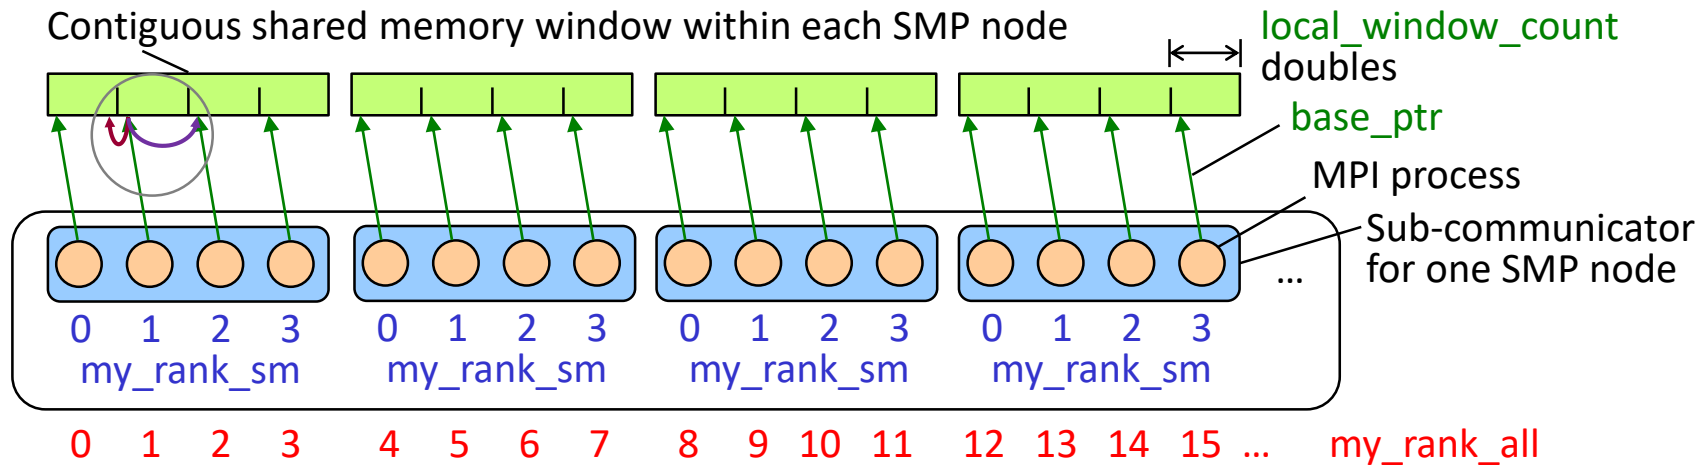 Contiguous shared memory window within each SMP node
local_window_count
doubles
base_ptr
MPI process
Sub-communicator
for one SMP node
...
0 1 2 3 0 1 2 3 0 1 2 3 0 1 2 3
my_rank_sm my_rank_sm my_rank_sm my_rank_sm
0 1 2 3 4 5 6 7 8 9 10 11 12 13 14 15 ... my_rank_all